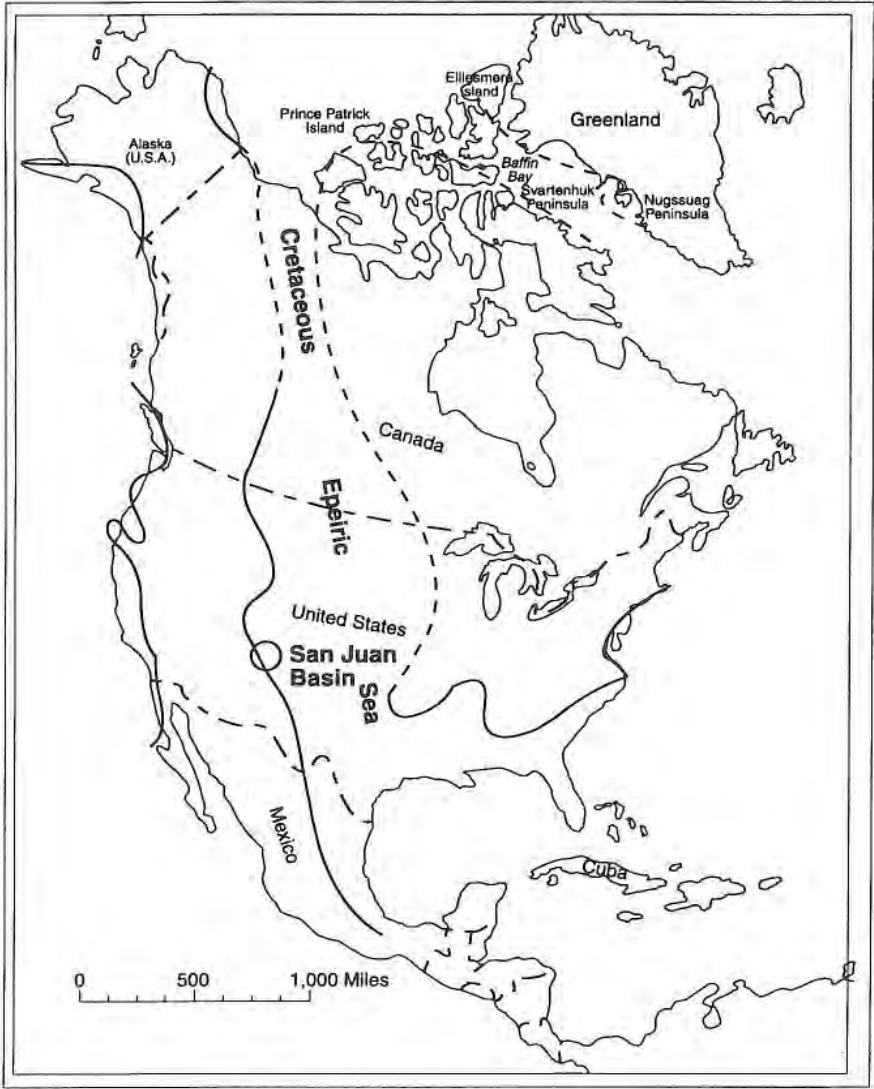 Ellesmere
Island
Prince Patrick
Island
Greenland
Alaska
(U.S.A.)
Baffin
Bay
Svartenhuk
Peninsula
Nugssuag
Peninsula
Cretaceous
Canada
Epeiric
United States
San Juan
Basin
Sea
Mexico
Cuba
0 500 1,000 Miles